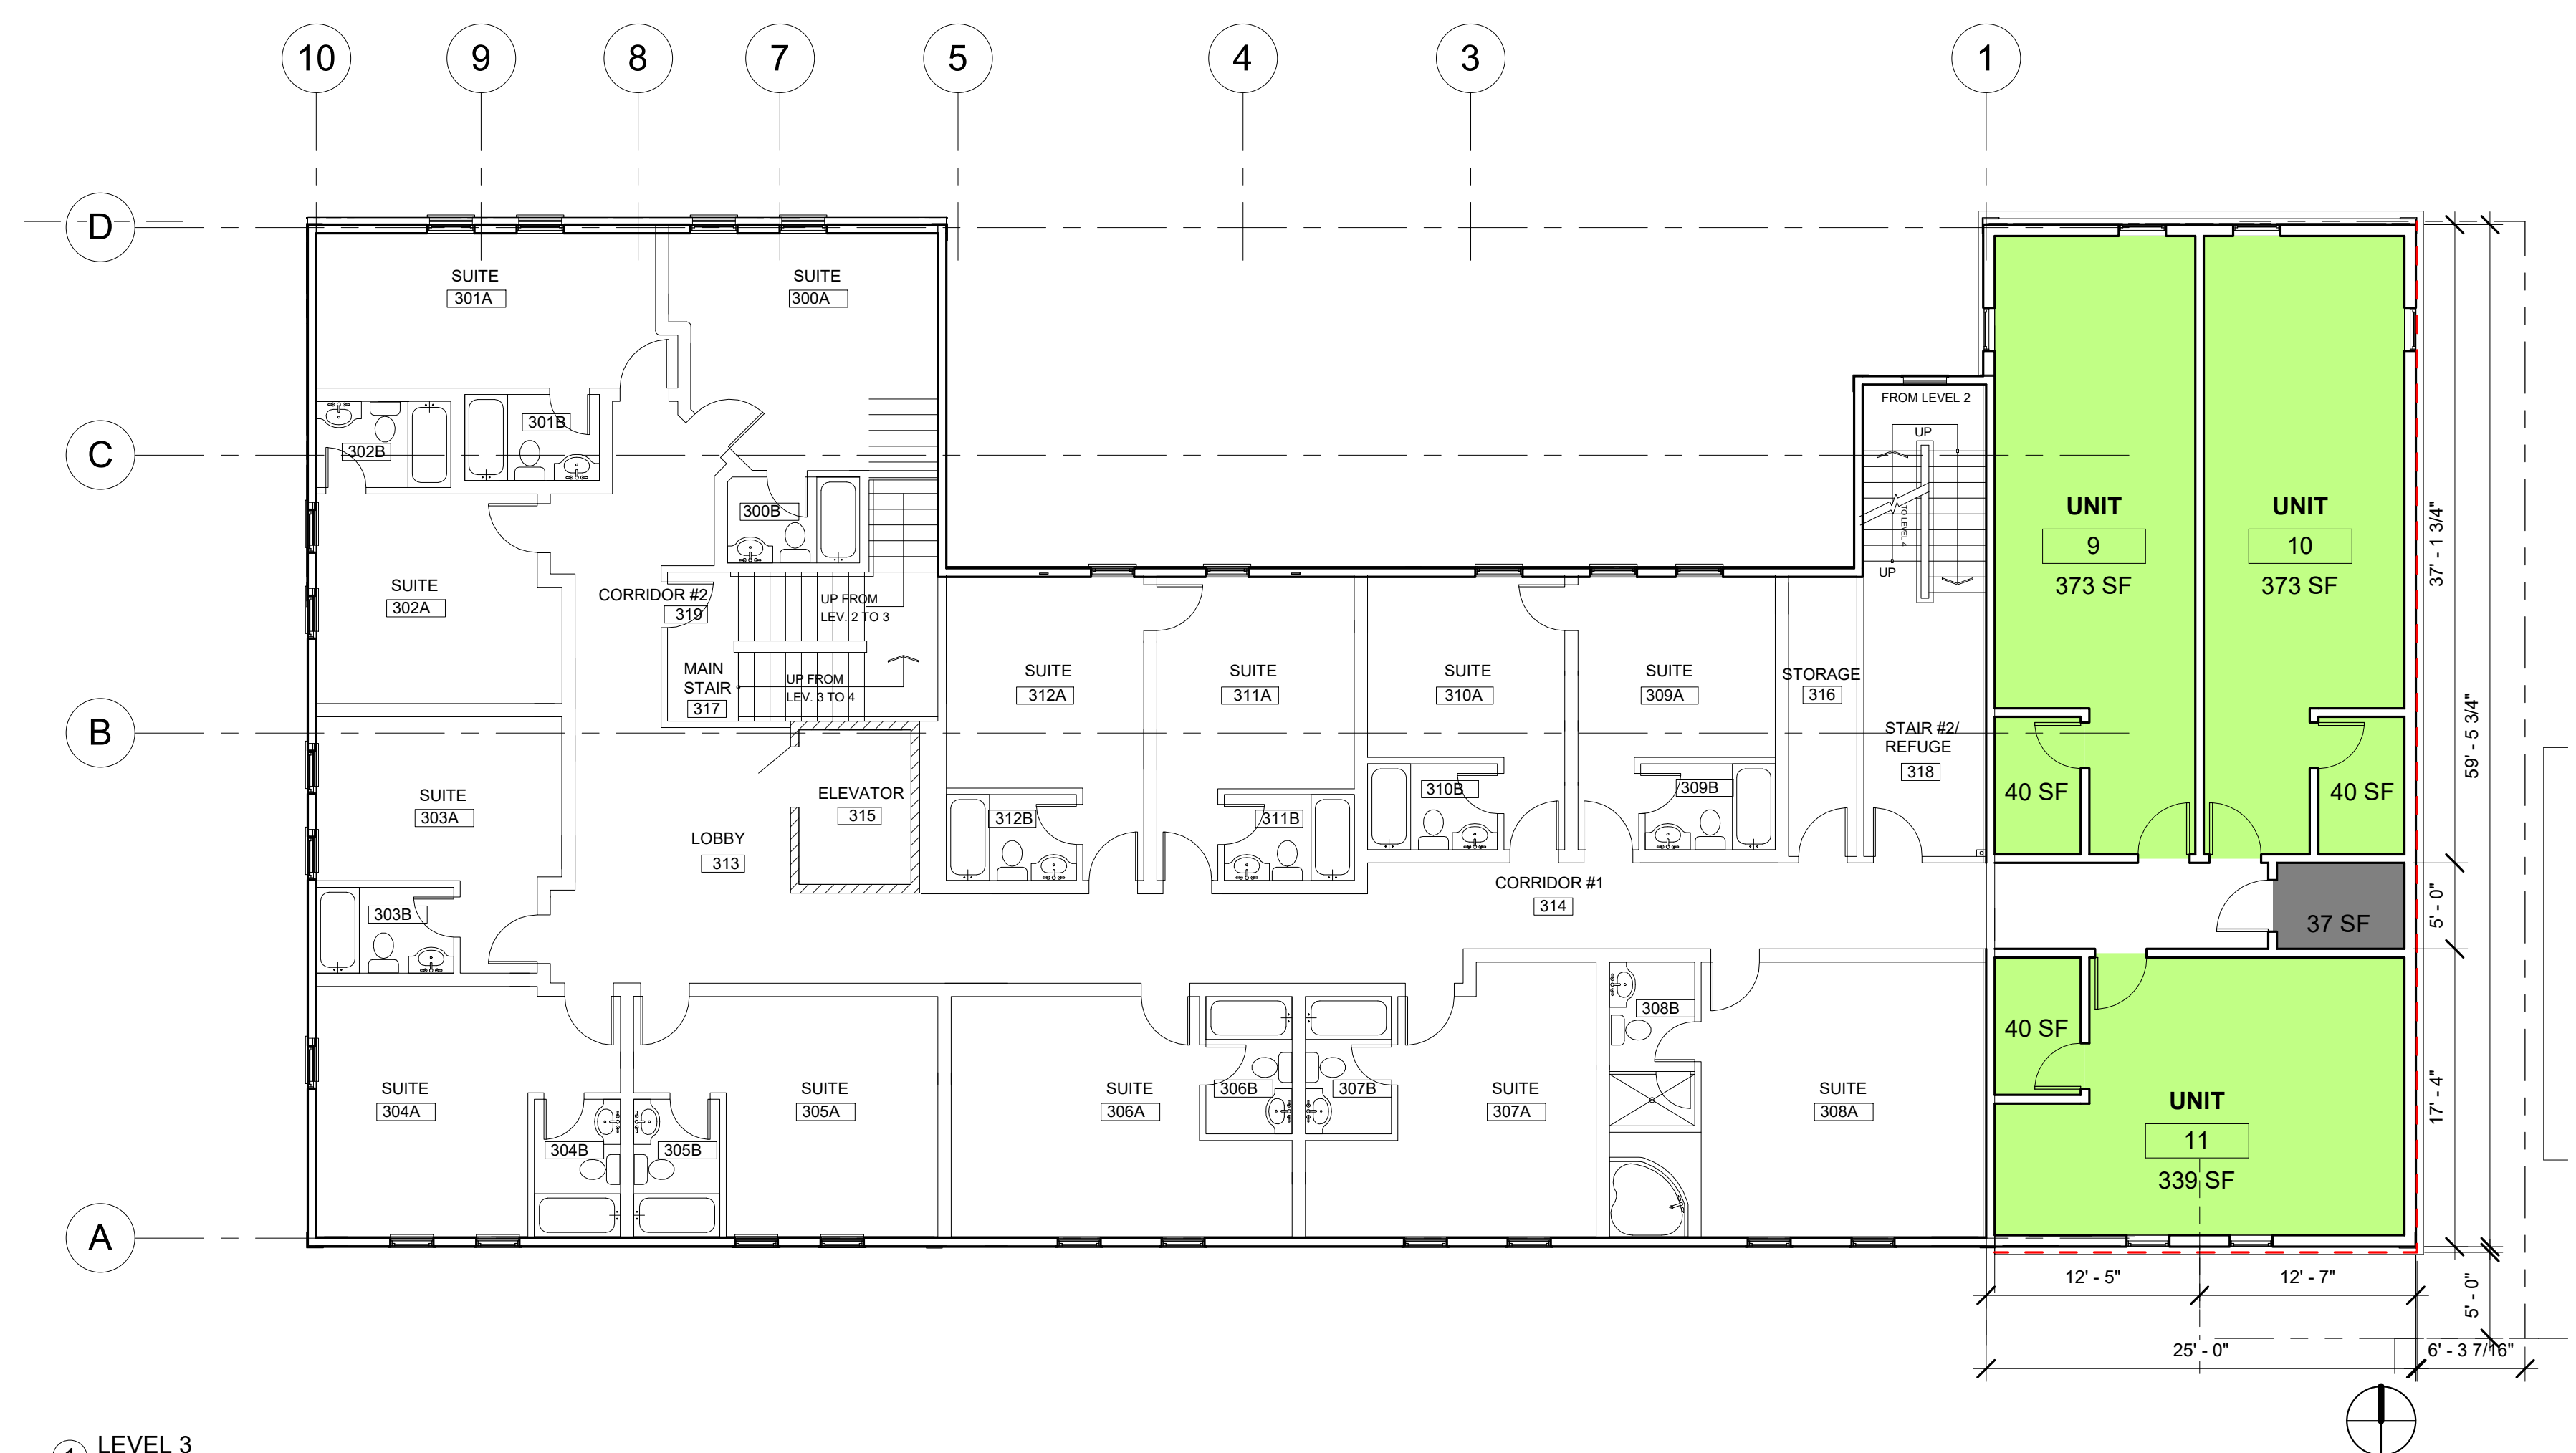 10
9
8
7
5
4
3
1
D
C
B
A
SUITE
301A
SUITE
300A
301B
302B
300B
SUITE
302A
CORRIDOR #2
319
UP FROM
LEV. 2 TO 3
MAIN
STAIR
317
UP FROM
LEV. 3 TO 4
SUITE
303A
303B
LOBBY
313
ELEVATOR
315
SUITE
312A
SUITE
311A
SUITE
310A
SUITE
309A
STORAGE
316
312B
311B
310B
309B
FROM LEVEL 2
UP
TO LEVEL 4
UP
STAIR #2/
REFUGE
318
CORRIDOR #1
314
SUITE
304A
304B
305B
SUITE
305A
SUITE
306A
306B
307B
SUITE
307A
308B
SUITE
308A
UNIT
9
373 SF
UNIT
10
373 SF
40 SF
40 SF
37 SF
40 SF
UNIT
11
339 SF
37' - 1 3/4"
59' - 5 3/4"
5' - 0"
17' - 4"
12' - 5"
12' - 7"
5' - 0"
25' - 0"
6' - 3 7/16"
1
LEVEL 3